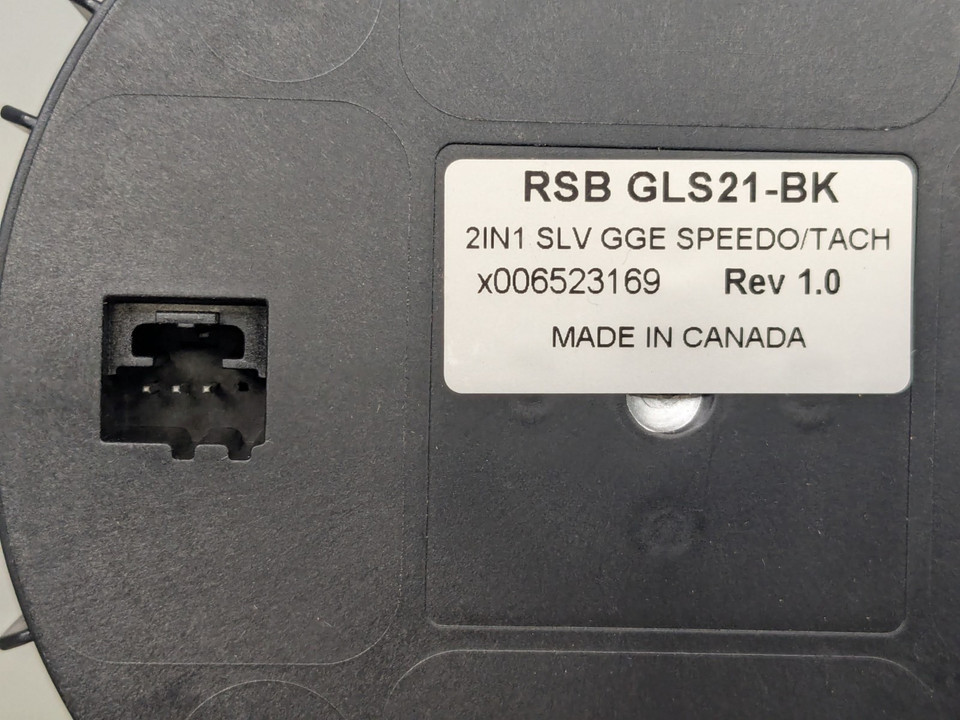 RSB GLS21-BK
2IN1 SLV GGE SPEEDO/TACH
x006523169 Rev 1.0
MADE IN CANADA